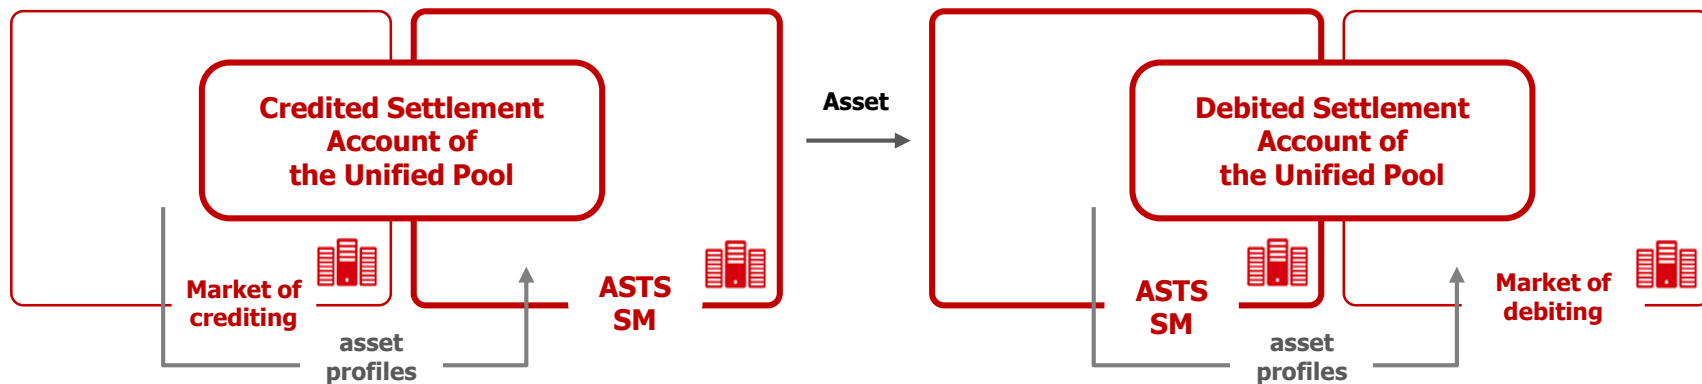 Credited Settlement
Account of
the Unified Pool
Market of
crediting
ASTS
SM
asset
profiles
Asset
Debited Settlement
Account of
the Unified Pool
ASTS
SM
Market of
debiting
asset
profiles